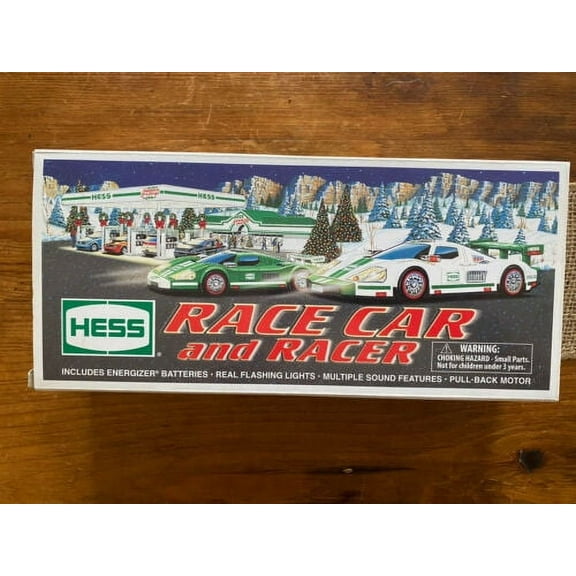 HESS
HESS
HESS
RACE CAR
and RACER
WARNING:
CHOKING HAZARD - Small Parts.
Not for children under 3 years.
INCLUDES ENERGIZER® BATTERIES · REAL FLASHING LIGHTS · MULTIPLE SOUND FEATURES · PULL-BACK MOTOR